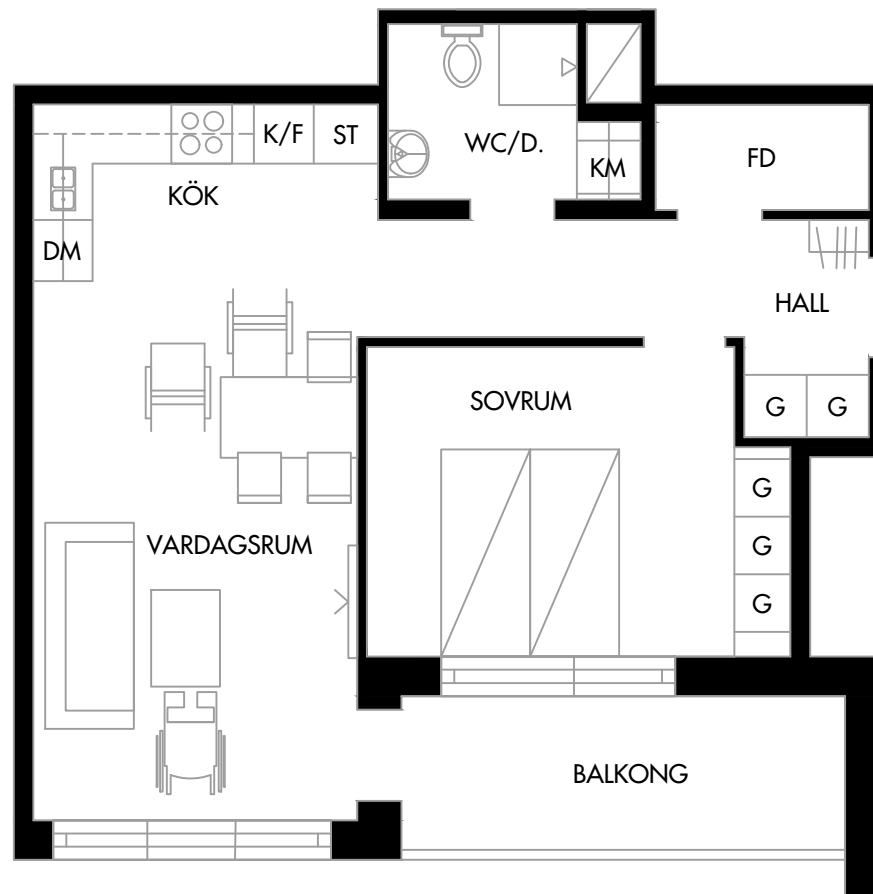 K/F
ST
WC/D.
KM
FD
KÖK
DM
HALL
G
G
SOVRUM
G
VARDAGSRUM
G
G
BALKONG